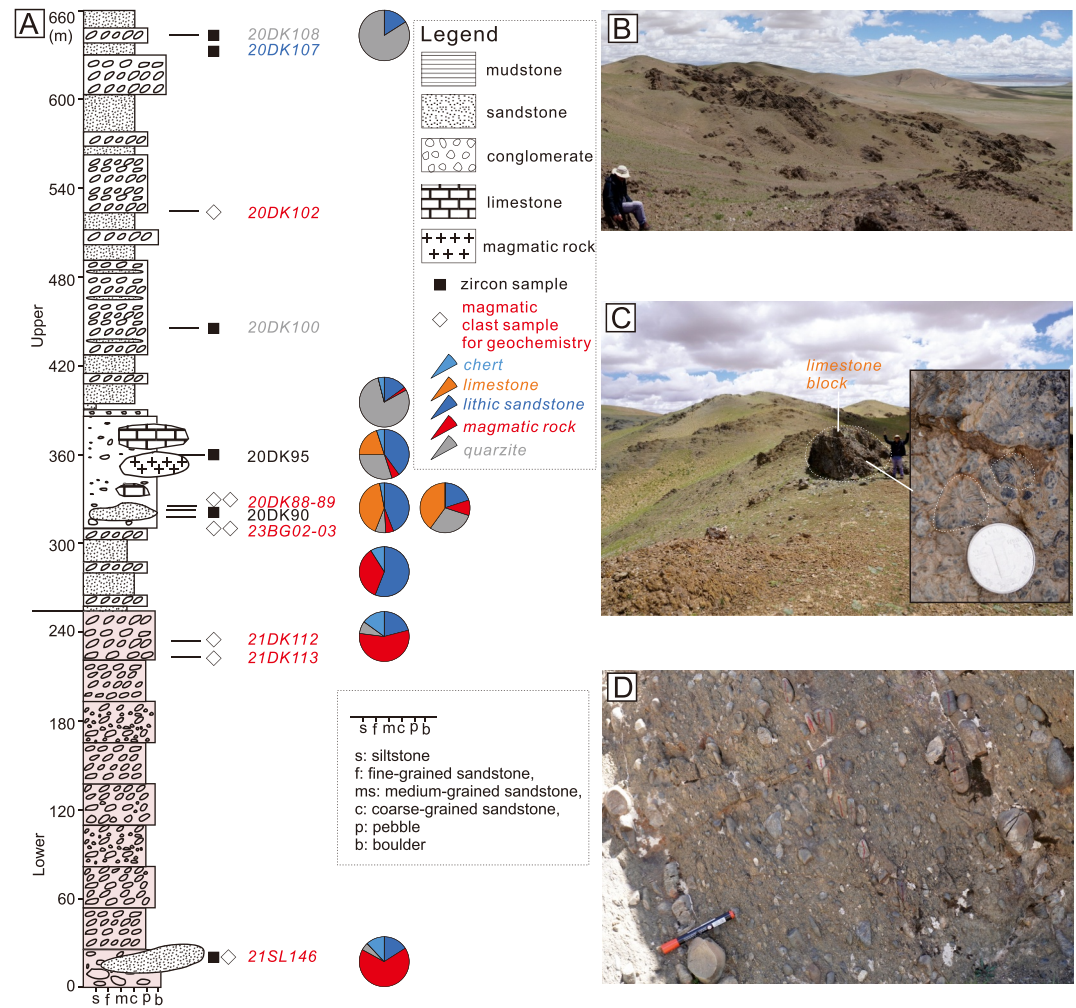 A
660
(m)
600
540
480
420
360
300
240
180
120
60
0
Upper
Lower
s f m c p b
20DK108
20DK107
20DK102
20DK100
20DK95
20DK88-89
20DK90
23BG02-03
21DK112
21DK113
21SL146
Legend
mudstone
sandstone
conglomerate
limestone
magmatic rock
zircon sample
magmatic
clast sample
for geochemistry
chert
limestone
lithic sandstone
magmatic rock
quarzite
s f m c p b
s: siltstone
f: fine-grained sandstone,
ms: medium-grained sandstone,
c: coarse-grained sandstone,
p: pebble
b: boulder
B
C
limestone
block
D